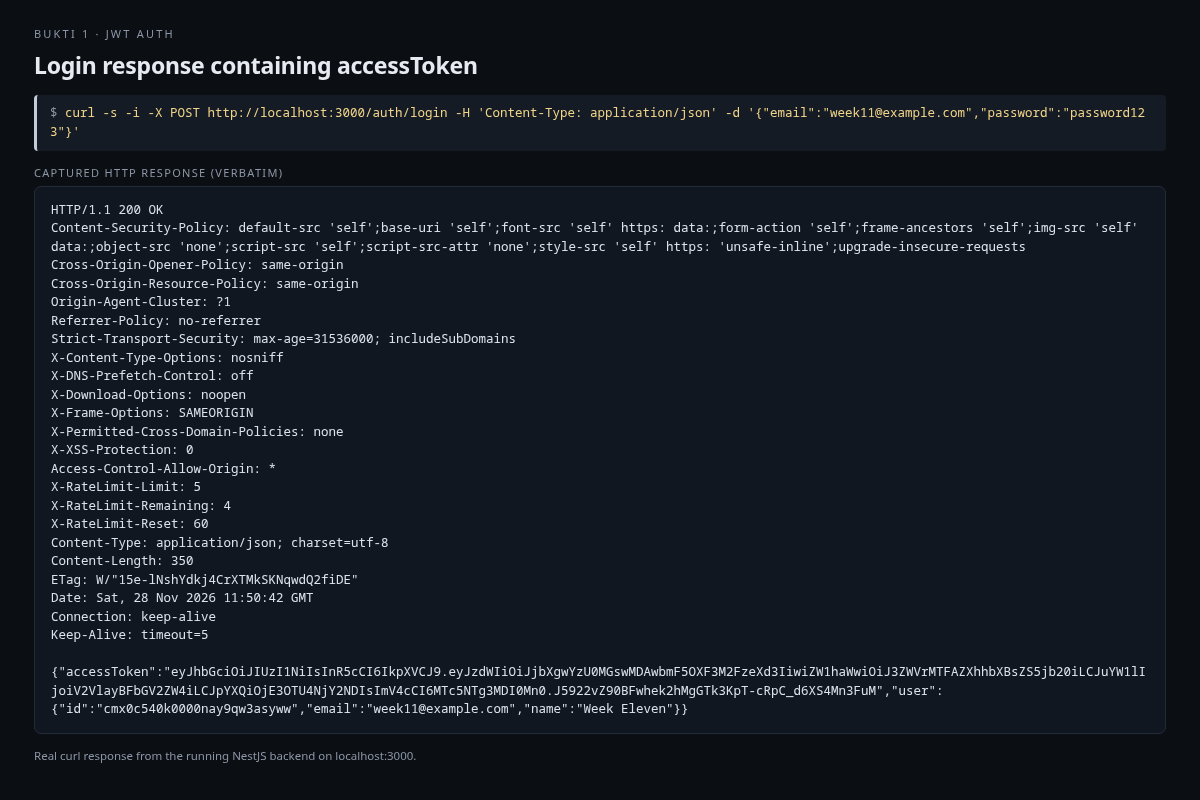 BUKTI 1 · JWT AUTH
Login response containing accessToken
$ curl -s -i -X POST http://localhost:3000/auth/login -H 'Content-Type: application/json' -d '{"email":"week11@example.com","password":"password12
3"}'
CAPTURED HTTP RESPONSE (VERBATIM)
HTTP/1.1 200 OK
Content-Security-Policy: default-src 'self';base-uri 'self';font-src 'self' https: data:;form-action 'self';frame-ancestors 'self';img-src 'self'
data:;object-src 'none';script-src 'self';script-src-attr 'none';style-src 'self' https: 'unsafe-inline';upgrade-insecure-requests
Cross-Origin-Opener-Policy: same-origin
Cross-Origin-Resource-Policy: same-origin
Origin-Agent-Cluster: ?1
Referrer-Policy: no-referrer
Strict-Transport-Security: max-age=31536000; includeSubDomains
X-Content-Type-Options: nosniff
X-DNS-Prefetch-Control: off
X-Download-Options: noopen
X-Frame-Options: SAMEORIGIN
X-Permitted-Cross-Domain-Policies: none
X-XSS-Protection: 0
Access-Control-Allow-Origin: *
X-RateLimit-Limit: 5
X-RateLimit-Remaining: 4
X-RateLimit-Reset: 60
Content-Type: application/json; charset=utf-8
Content-Length: 350
ETag: W/"15e-lNshYdkj4CrXTMkSKNqwdQ2fiDE"
Date: Sat, 28 Nov 2026 11:50:42 GMT
Connection: keep-alive
Keep-Alive: timeout=5
{"accessToken":"eyJhbGciOiJIUzI1NiIsInR5cCI6IkpXVCJ9.eyJzdWIiOiJjbXgwYzU0MGswMDAwbmF5OXF3M2FzeXd3IiwiZW1haWwiOiJ3ZWVrMTFAZXhhbXBsZS5jb20iLCJuYW1lI
joiV2VlayBFbGV2ZW4iLCJpYXQiOjE3OTU4NjY2NDIsImV4cCI6MTc5NTg3MDI0Mn0.J5922vZ90BFwhek2hMgGTk3KpT-cRpC_d6XS4Mn3FuM","user":
{"id":"cmx0c540k0000nay9qw3asyww","email":"week11@example.com","name":"Week Eleven"}}
Real curl response from the running NestJS backend on localhost:3000.